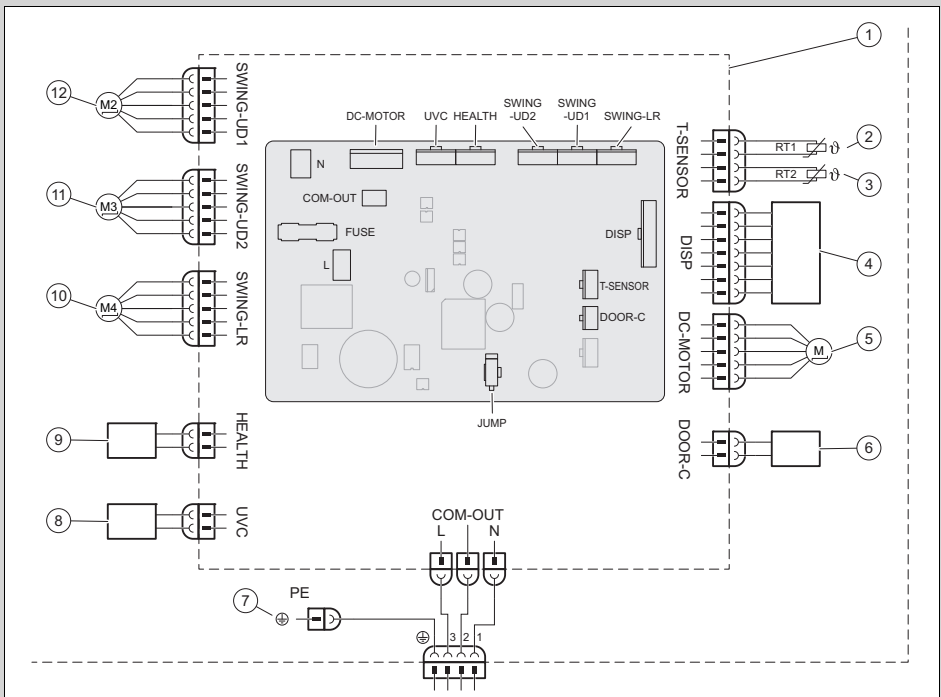 1
12
M2
SWING-UD1
DC-MOTOR
UVC
HEALTH
SWING
-UD2
SWING
-UD1
SWING-LR
T-SENSOR
RT1
ϑ
2
RT2
ϑ
3
N
COM-OUT
FUSE
L
DISP
T-SENSOR
DOOR-C
JUMP
11
M3
SWING-UD2
DISP
4
10
M4
SWING-LR
DC-MOTOR
M
5
9
HEALTH
DOOR-C
6
8
UVC
COM-OUT
L
N
7
PE
3
2
1